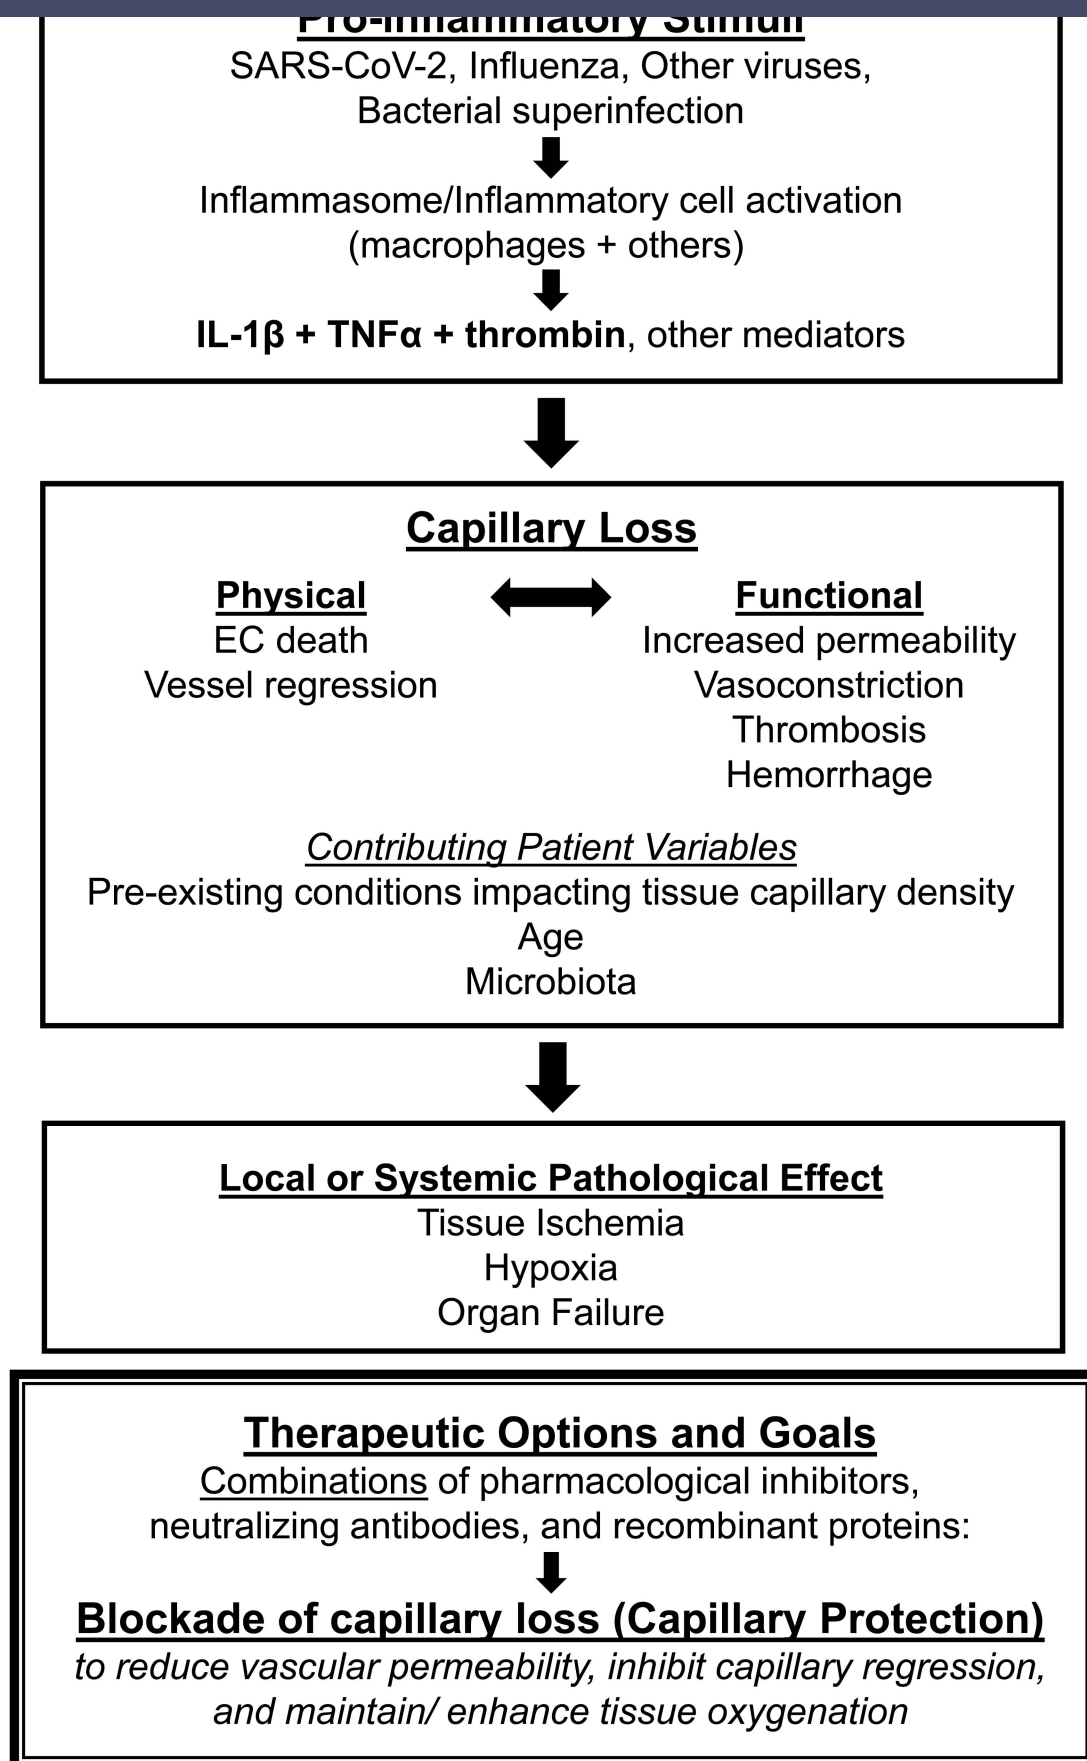 Pro-Inflammatory Stimuli
SARS-CoV-2, Influenza, Other viruses,
Bacterial superinfection
Inflammasome/Inflammatory cell activation
(macrophages + others)
IL-1β + TNFα + thrombin, other mediators
Capillary Loss
Physical
EC death
Vessel regression
Functional
Increased permeability
Vasoconstriction
Thrombosis
Hemorrhage
Contributing Patient Variables
Pre-existing conditions impacting tissue capillary density
Age
Microbiota
Local or Systemic Pathological Effect
Tissue Ischemia
Hypoxia
Organ Failure
Therapeutic Options and Goals
Combinations of pharmacological inhibitors,
neutralizing antibodies, and recombinant proteins:
Blockade of capillary loss (Capillary Protection)
to reduce vascular permeability, inhibit capillary regression,
and maintain/ enhance tissue oxygenation